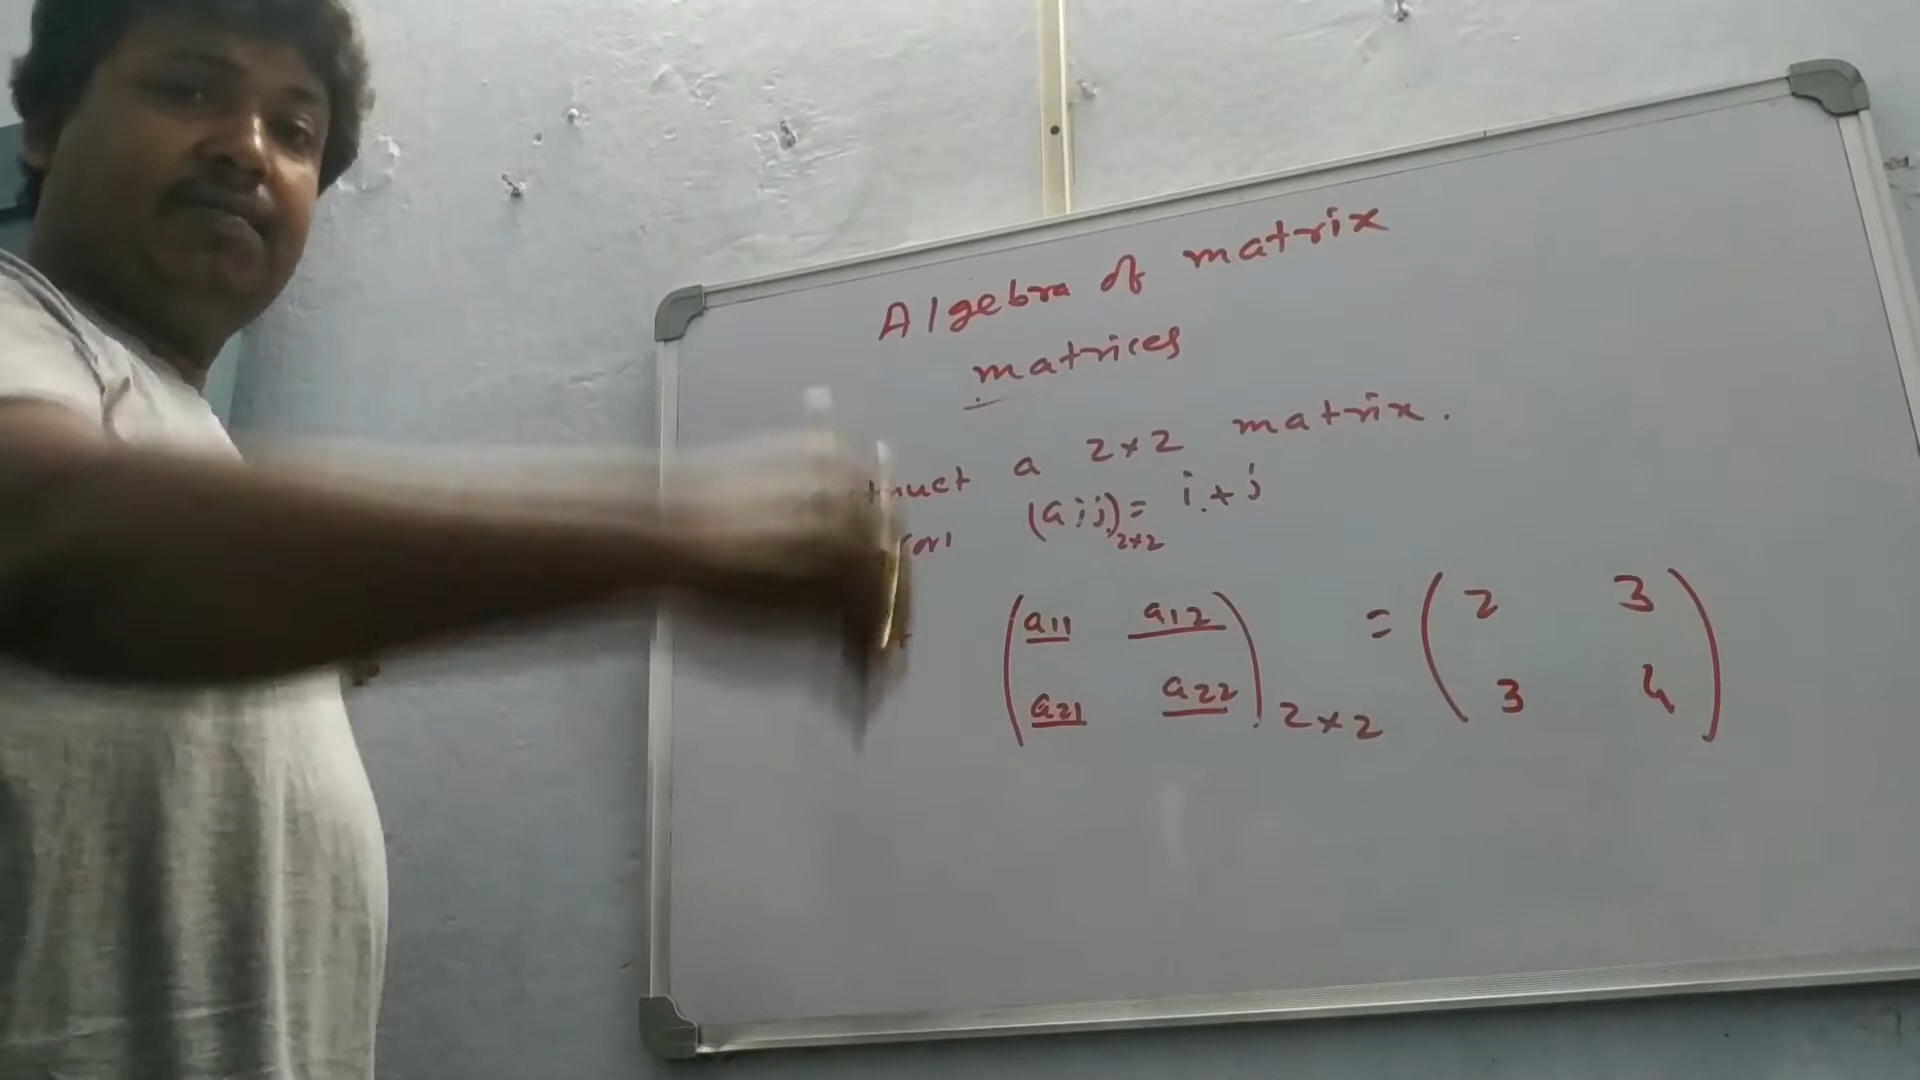 Algebra of matrix
matrices
a 2×2 matrix.
(aij)2×2 = i+j
(a11 a12
a21 a22)2×2 = (2 3
3 4)